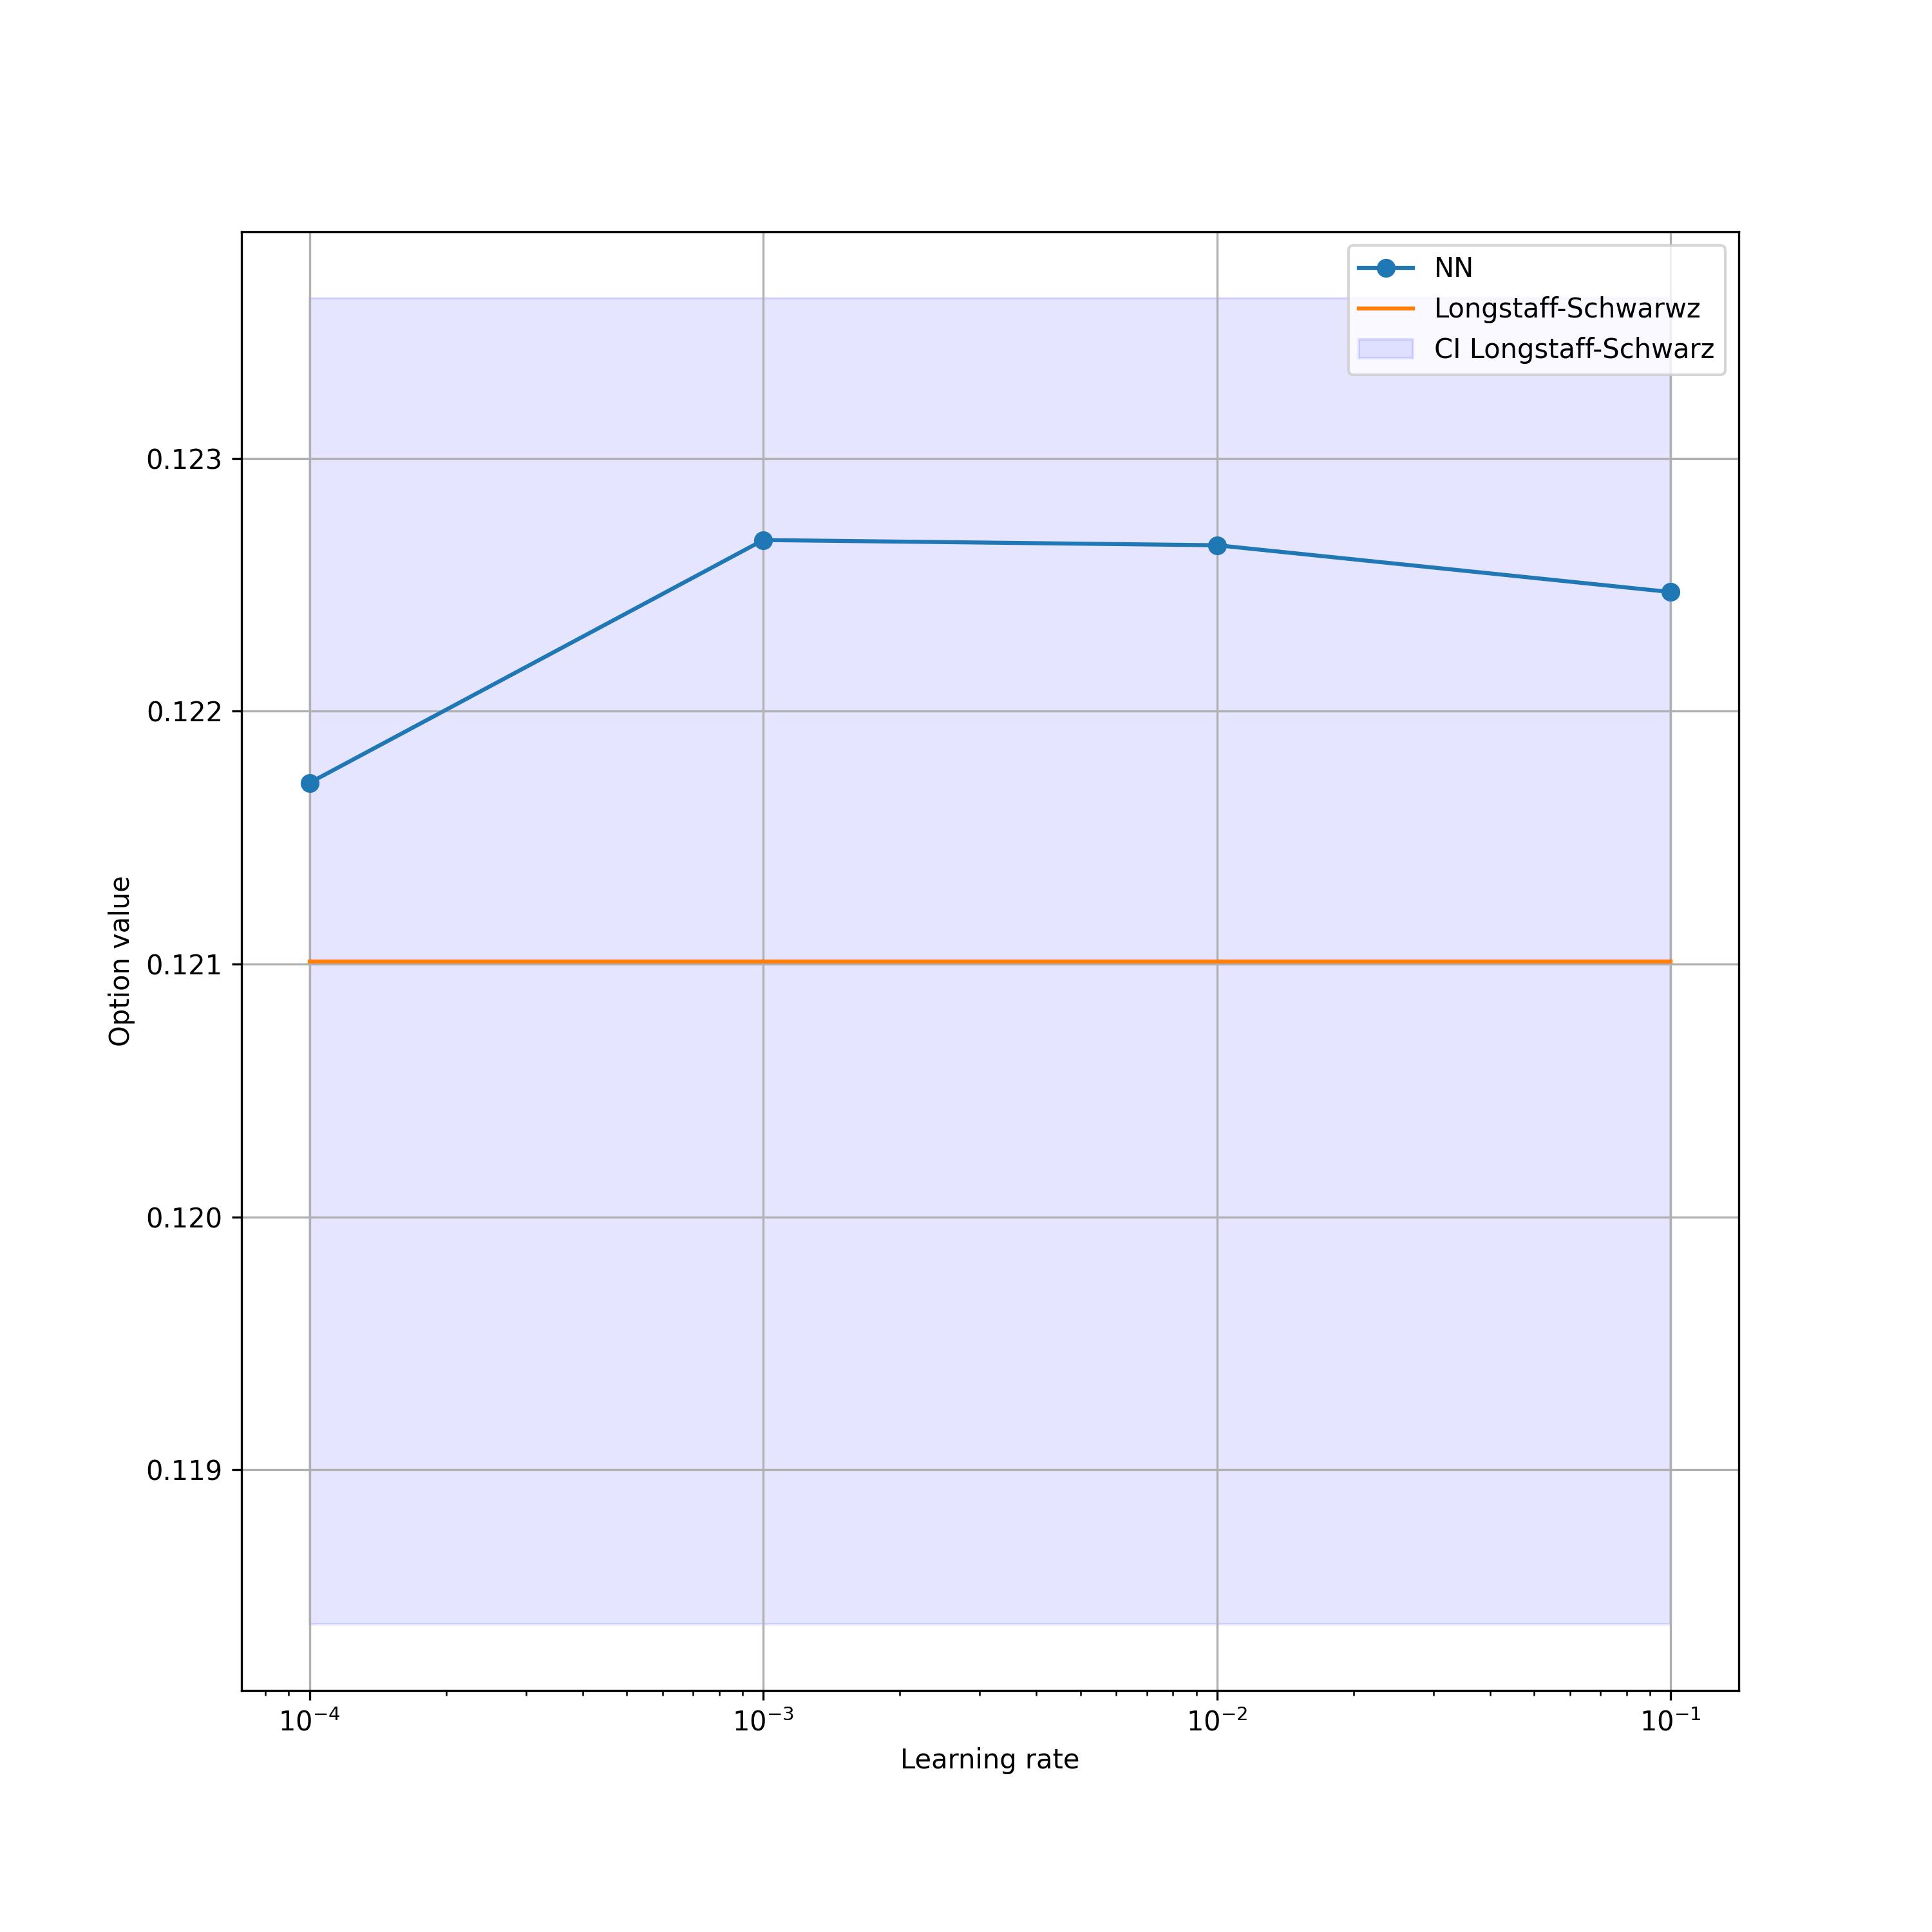 NN
Longstaff-Schwarwz
CI Longstaff-Schwarz
0.123
0.122
0.121
0.120
0.119
Option value
10⁻⁴ 10⁻³ 10⁻² 10⁻¹
Learning rate